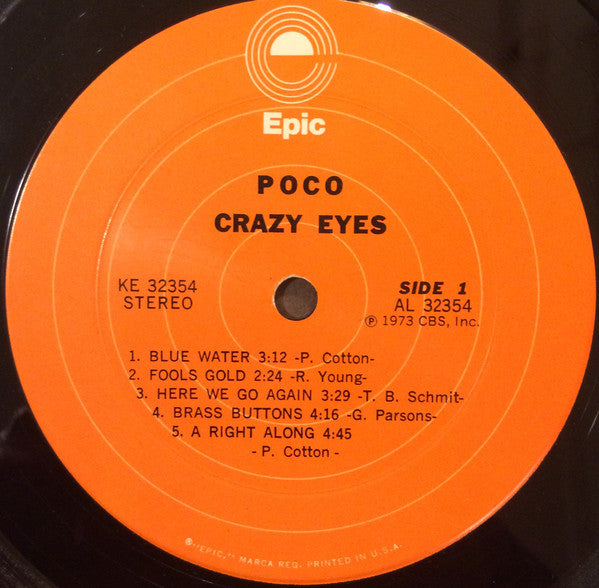 Epic
POCO
CRAZY EYES
KE 32354
STEREO
SIDE 1
AL 32354
℗ 1973 CBS, Inc.
1. BLUE WATER 3:12 -P. Cotton-
2. FOOLS GOLD 2:24 -R. Young-
3. HERE WE GO AGAIN 3:29 -T. B. Schmit-
4. BRASS BUTTONS 4:16 -G. Parsons-
5. A RIGHT ALONG 4:45
- P. Cotton -
®"EPIC," MARCA REG. PRINTED IN U.S.A.